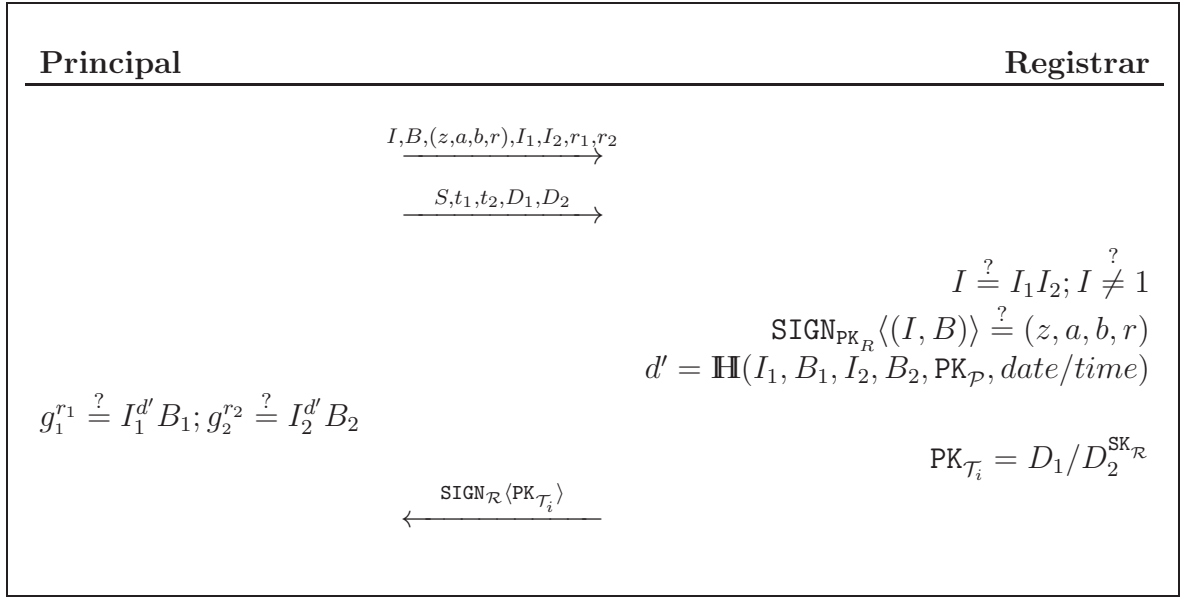 Principal Registrar
I,B,(z,a,b,r),I₁,I₂,r₁,r₂
S,t₁,t₂,D₁,D₂
I ?= I₁I₂; I ?≠ 1
SIGN_{PK_R}⟨(I, B)⟩ ?= (z, a, b, r)
d′ = ℍ(I₁, B₁, I₂, B₂, PK_𝒫, date/time)
g₁^{r₁} ?= I₁^{d′}B₁; g₂^{r₂} ?= I₂^{d′}B₂
PK_{𝒯_i} = D₁/D₂^{SK_ℛ}
SIGN_ℛ⟨PK_{𝒯_i}⟩